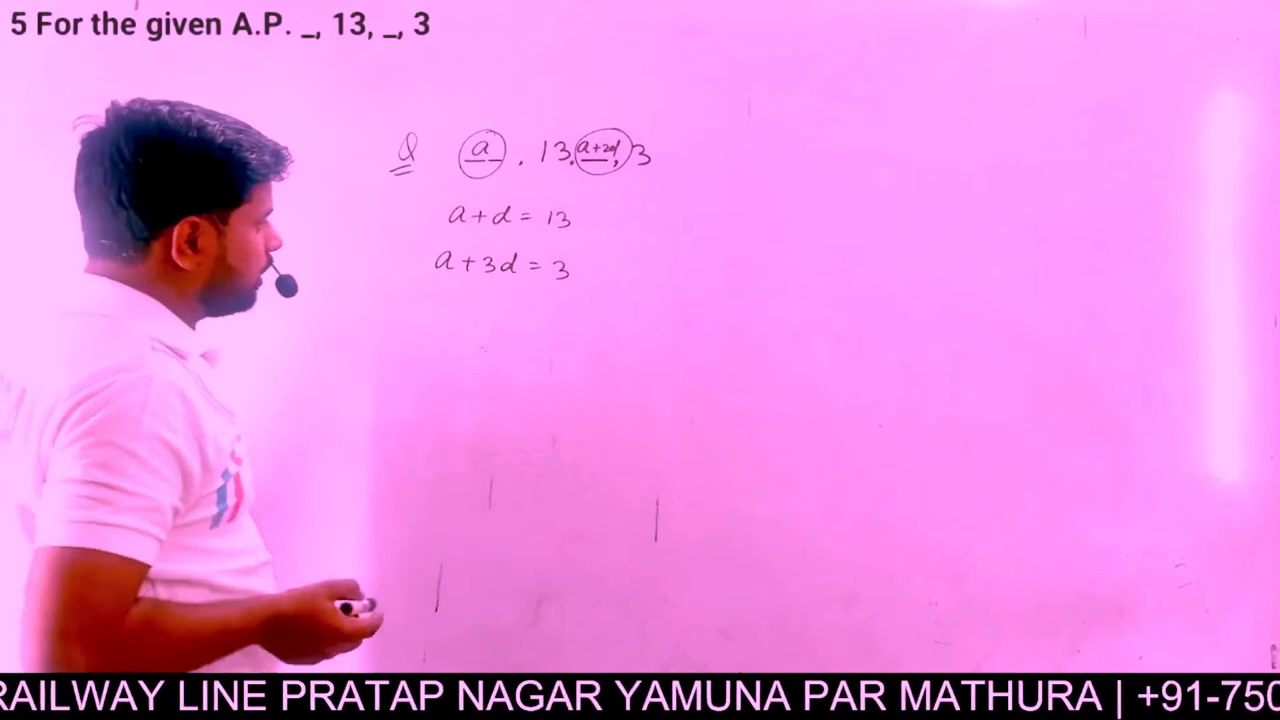 5 For the given A.P. _, 13, _, 3
Q a, 13, a+2d, 3
a+d = 13
a+3d = 3
RAILWAY LINE PRATAP NAGAR YAMUNA PAR MATHURA | +91-750